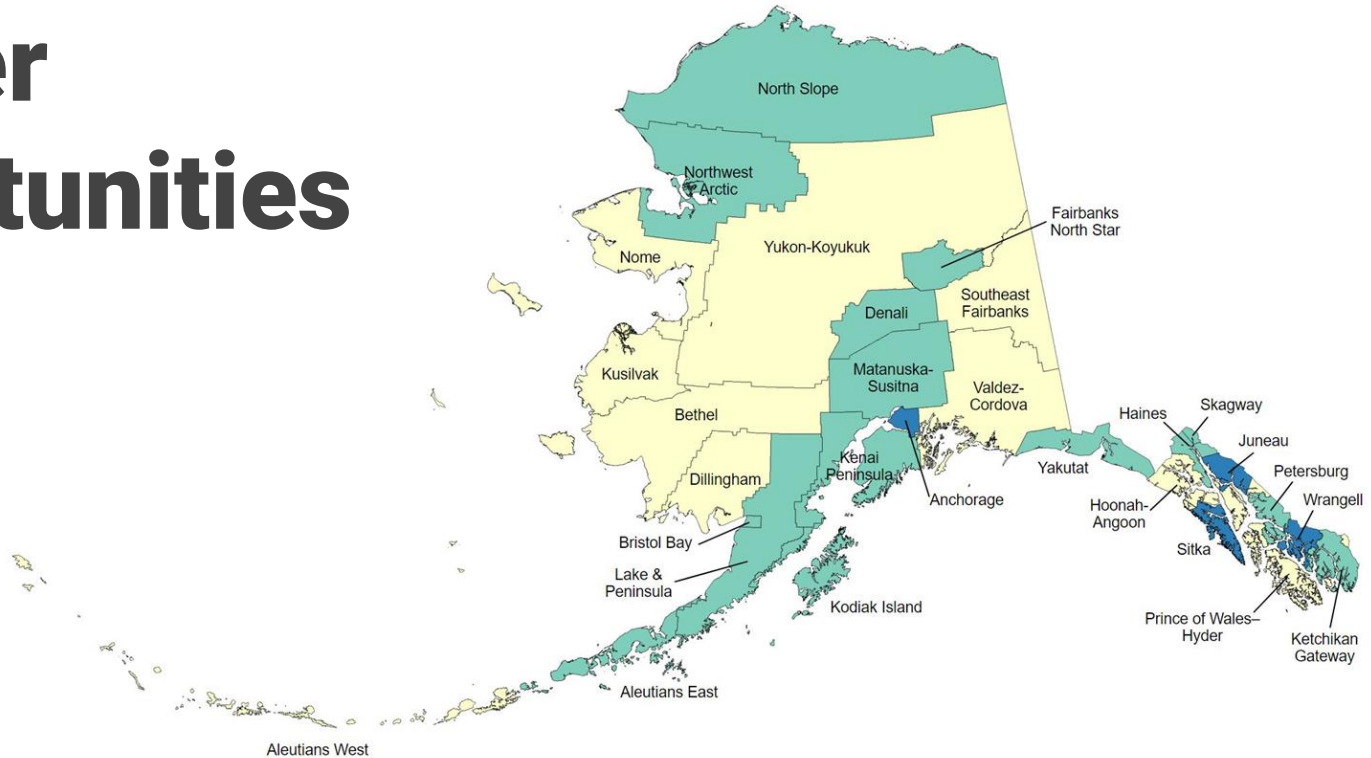 er
tunities
North Slope
Northwest
Arctic
Fairbanks
North Star
Nome
Yukon-Koyukuk
Southeast
Fairbanks
Denali
Kusilvak
Matanuska-
Susitna
Valdez-
Cordova
Bethel
Haines
Skagway
Juneau
Kenai
Peninsula
Yakutat
Petersburg
Dillingham
Anchorage
Hoonah-
Angoon
Wrangell
Bristol Bay
Sitka
Lake &
Peninsula
Kodiak Island
Prince of Wales–
Hyder
Ketchikan
Gateway
Aleutians East
Aleutians West